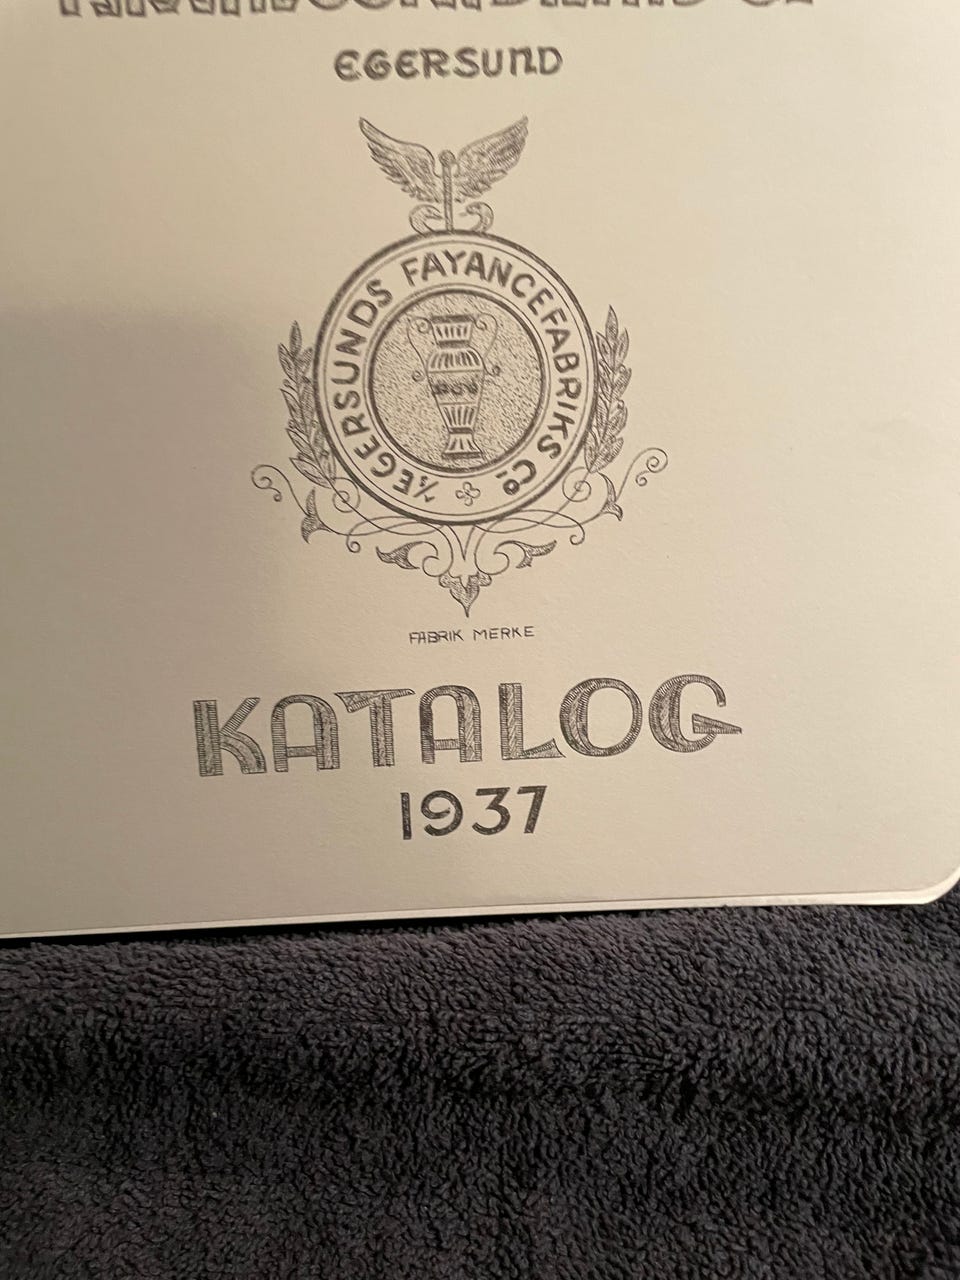 EGERSUND
A/S EGERSUNDS FAYANCEFABRIKS Co
FABRIK MERKE
KATALOG
1937